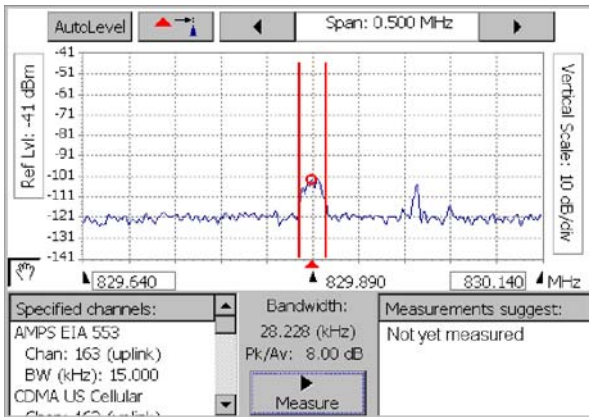 AutoLevel
Span: 0.500 MHz
Ref Lvl: -41 dBm
-41
-51
-61
-71
-81
-91
-101
-111
-121
-131
-141
Vertical Scale: 10 dB/div
829.640
829.890
830.140
MHz
Specified channels:
AMPS EIA 553
Chan: 163 (uplink)
BW (kHz): 15.000
CDMA US Cellular
Bandwidth:
28.228 (kHz)
Pk/Av: 8.00 dB
Measure
Measurements suggest:
Not yet measured